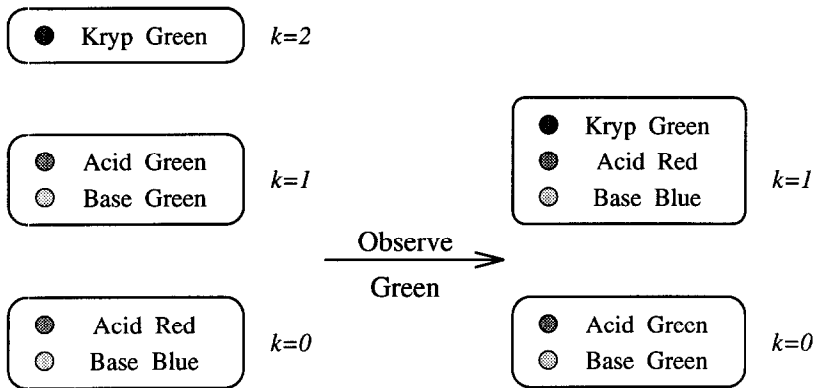 Kryp Green
k=2
Acid Green
Base Green
k=1
Acid Red
Base Blue
k=0
Observe
Green
Kryp Green
Acid Red
Base Blue
k=1
Acid Green
Base Green
k=0